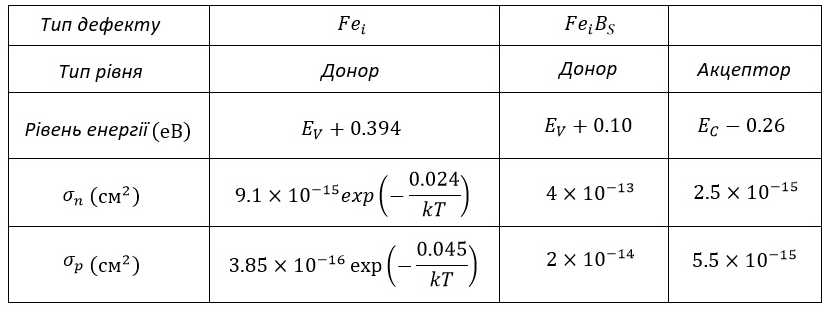 Тип дефекту Fe_i Fe_iB_S
Тип рівня Донор Донор Акцептор
Рівень енергії (еВ) E_V + 0.394 E_V + 0.10 E_C − 0.26
σ_n (см²) 9.1 × 10⁻¹⁵exp(−0.024/kT) 4 × 10⁻¹³ 2.5 × 10⁻¹⁵
σ_p (см²) 3.85 × 10⁻¹⁶ exp(−0.045/kT) 2 × 10⁻¹⁴ 5.5 × 10⁻¹⁵